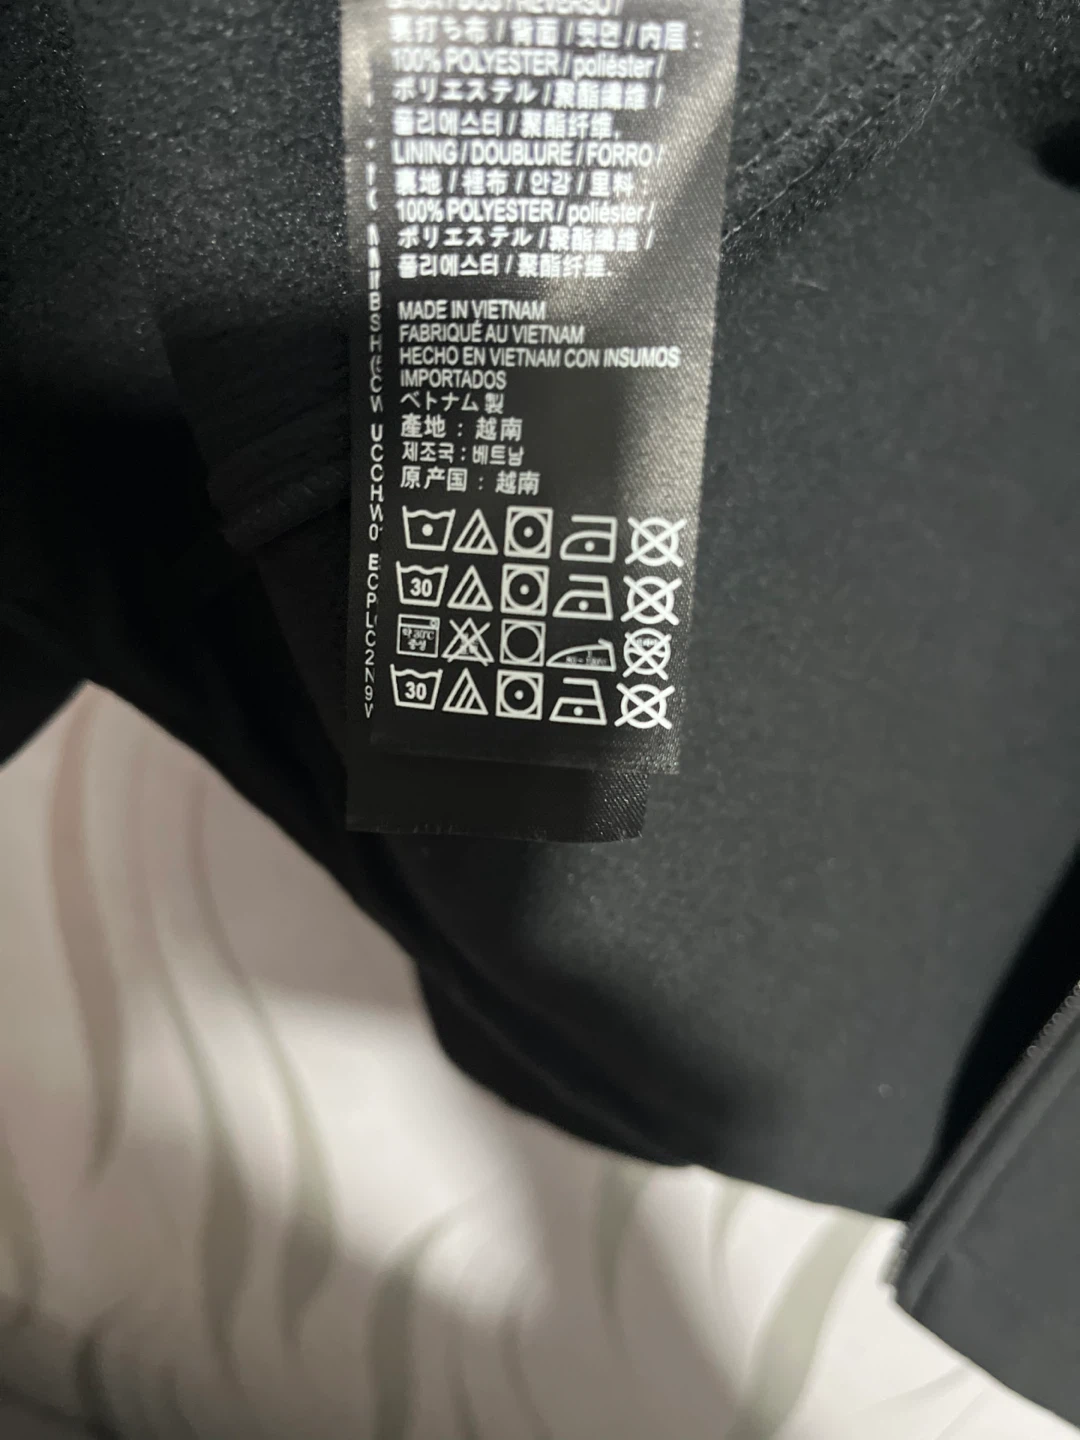 裏打ち布 / 背面 / 뒷면 / 内层 :
100% POLYESTER / poliéster /
ポリエステル / 聚酯纖維 /
폴리에스터 / 聚酯纤维.
LINING / DOUBLURE / FORRO /
裏地 / 裡布 / 안감 / 里料 :
100% POLYESTER / poliéster /
ポリエステル / 聚酯纖維 /
폴리에스터 / 聚酯纤维.
MADE IN VIETNAM
FABRIQUÉ AU VIETNAM
HECHO EN VIETNAM CON INSUMOS
IMPORTADOS
ベトナム 製
產地 : 越南
제조국 : 베트남
原产国 : 越南
30
약 30℃
중성
30